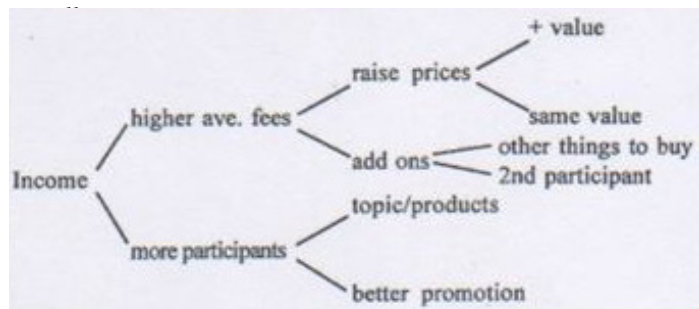 + value
raise prices
higher ave. fees
same value
other things to buy
add ons
2nd participant
Income
topic/products
more participants
better promotion